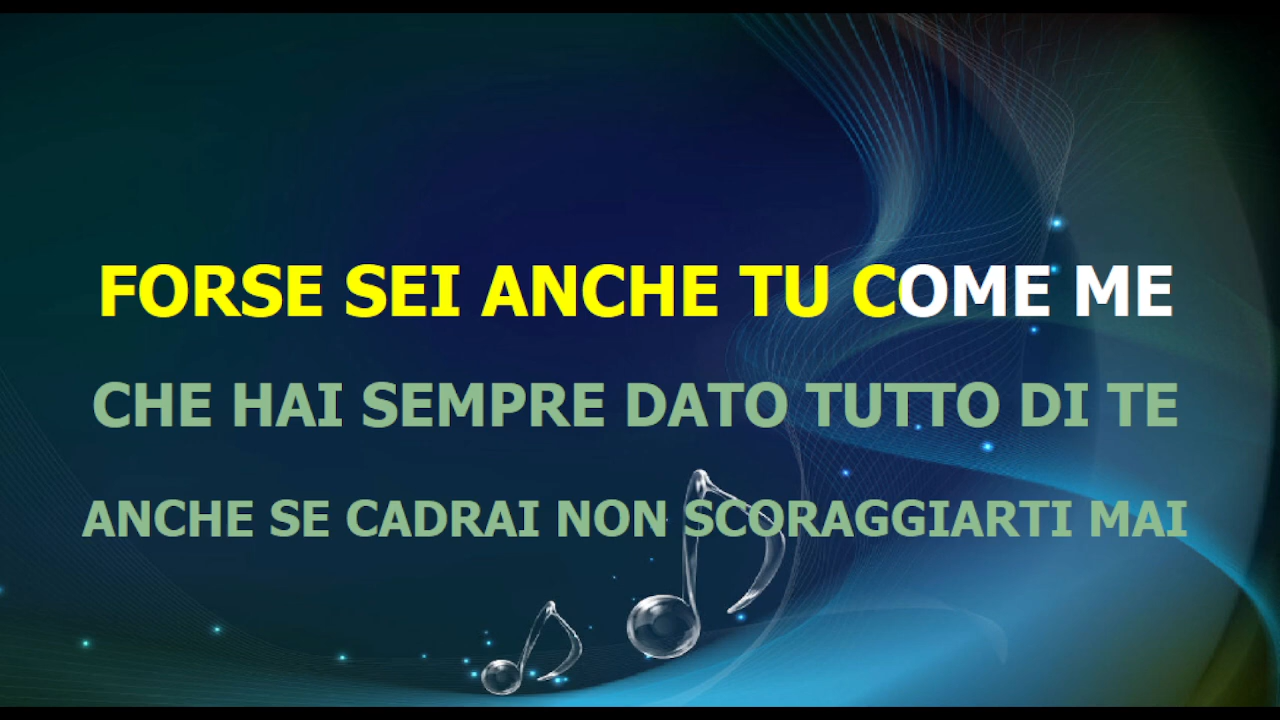 FORSE SEI ANCHE TU COME ME
CHE HAI SEMPRE DATO TUTTO DI TE
ANCHE SE CADRAI NON SCORAGGIARTI MAI